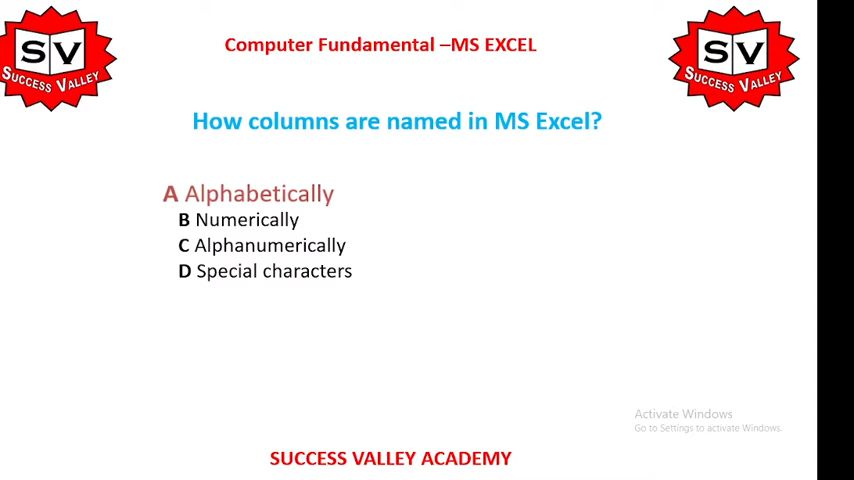 SV
SUCCESS VALLEY
Computer Fundamental –MS EXCEL
SV
SUCCESS VALLEY
How columns are named in MS Excel?
A Alphabetically
B Numerically
C Alphanumerically
D Special characters
Activate Windows
Go to Settings to activate Windows.
SUCCESS VALLEY ACADEMY